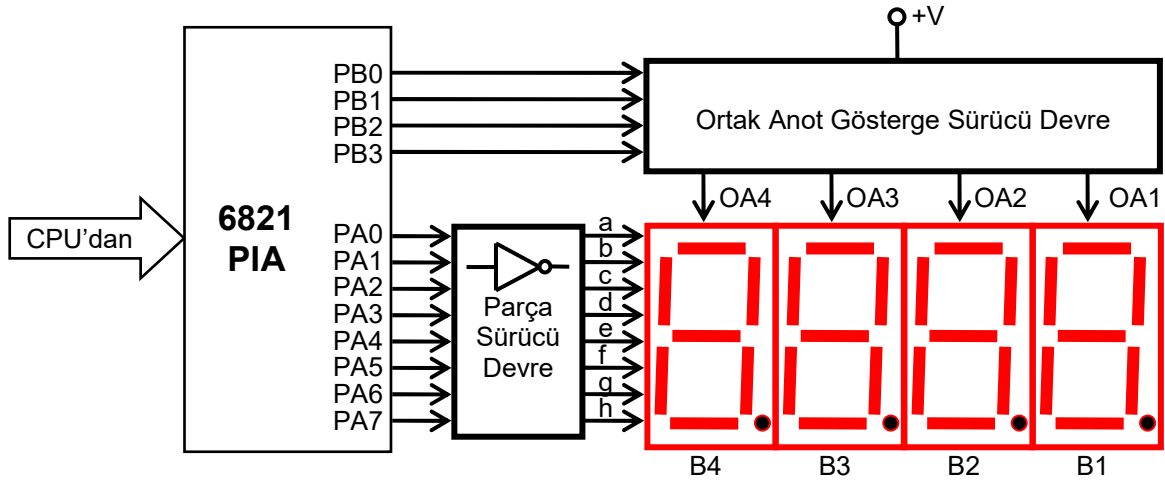 +V
PB0
PB1
PB2
PB3
Ortak Anot Gösterge Sürücü Devre
OA4 OA3 OA2 OA1
CPU’dan
6821
PIA
PA0
PA1
PA2
PA3
PA4
PA5
PA6
PA7
Parça
Sürücü
Devre
a
b
c
d
e
f
g
h
B4 B3 B2 B1